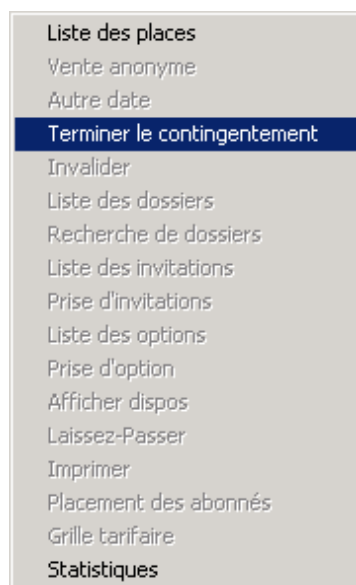 Liste des places
Vente anonyme
Autre date
Terminer le contingentement
Invalider
Liste des dossiers
Recherche de dossiers
Liste des invitations
Prise d'invitations
Liste des options
Prise d'option
Afficher dispos
Laissez-Passer
Imprimer
Placement des abonnés
Grille tarifaire
Statistiques